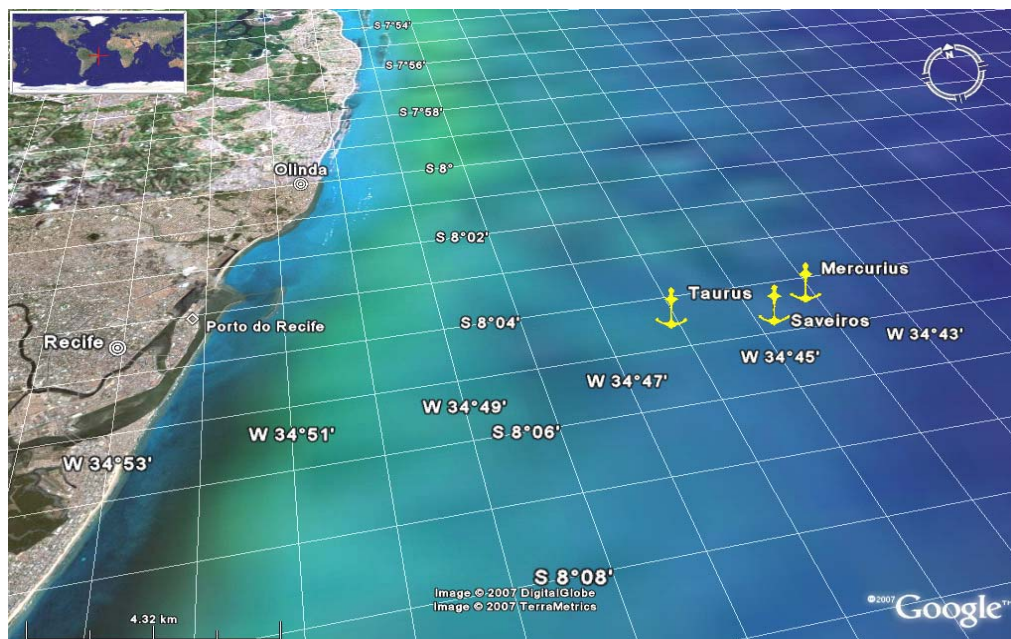 N
S 7°54'
S 7°56'
S 7°58'
S 8°
Olinda
S 8°02'
Mercurius
Taurus
Saveiros
S 8°04'
Porto do Recife
W 34°43'
Recife
W 34°45'
W 34°47'
W 34°49'
S 8°06'
W 34°51'
W 34°53'
S 8°08'
Image © 2007 DigitalGlobe
Image © 2007 TerraMetrics
4.32 km
©2007 Google™